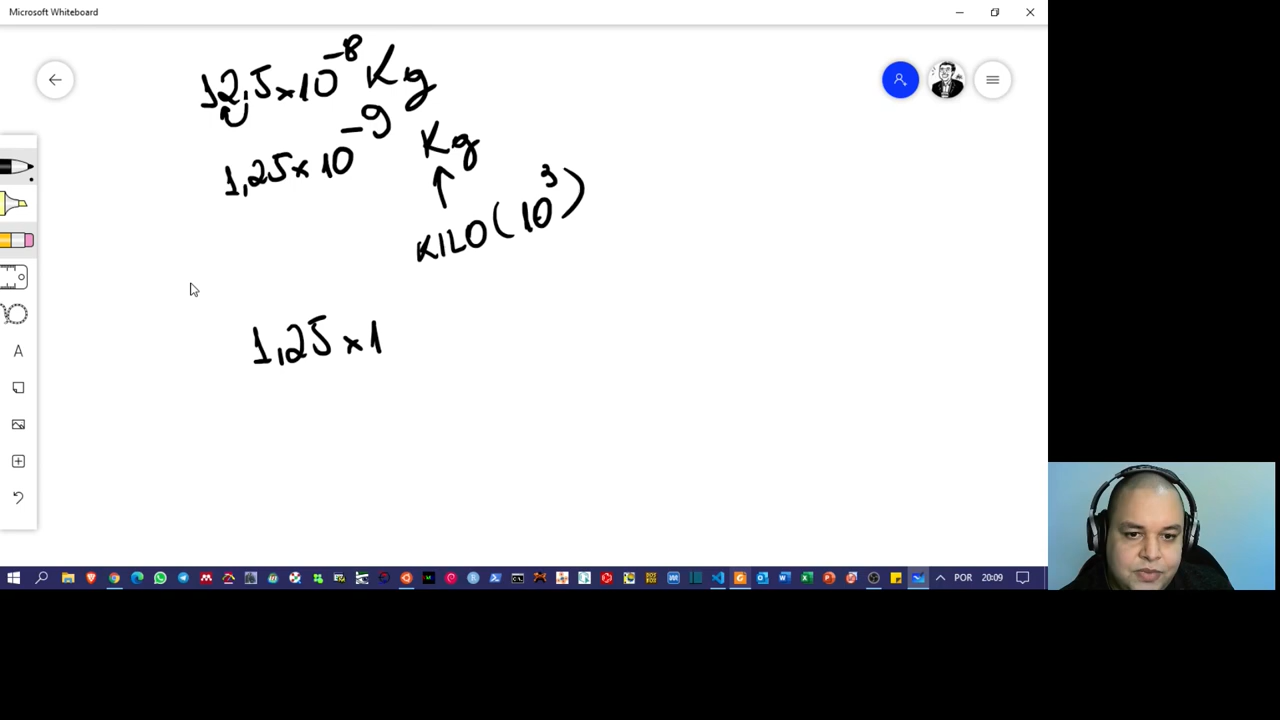 Microsoft Whiteboard
12,5×10⁻⁸ Kg
1,25×10⁻⁹ Kg
KILO(10³)
1,25×1
A
POR 20:09